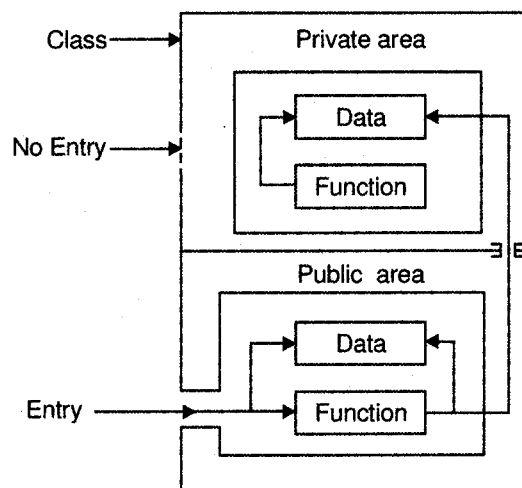 Class
Private area
Data
No Entry
Function
Public area
Data
Entry
Function